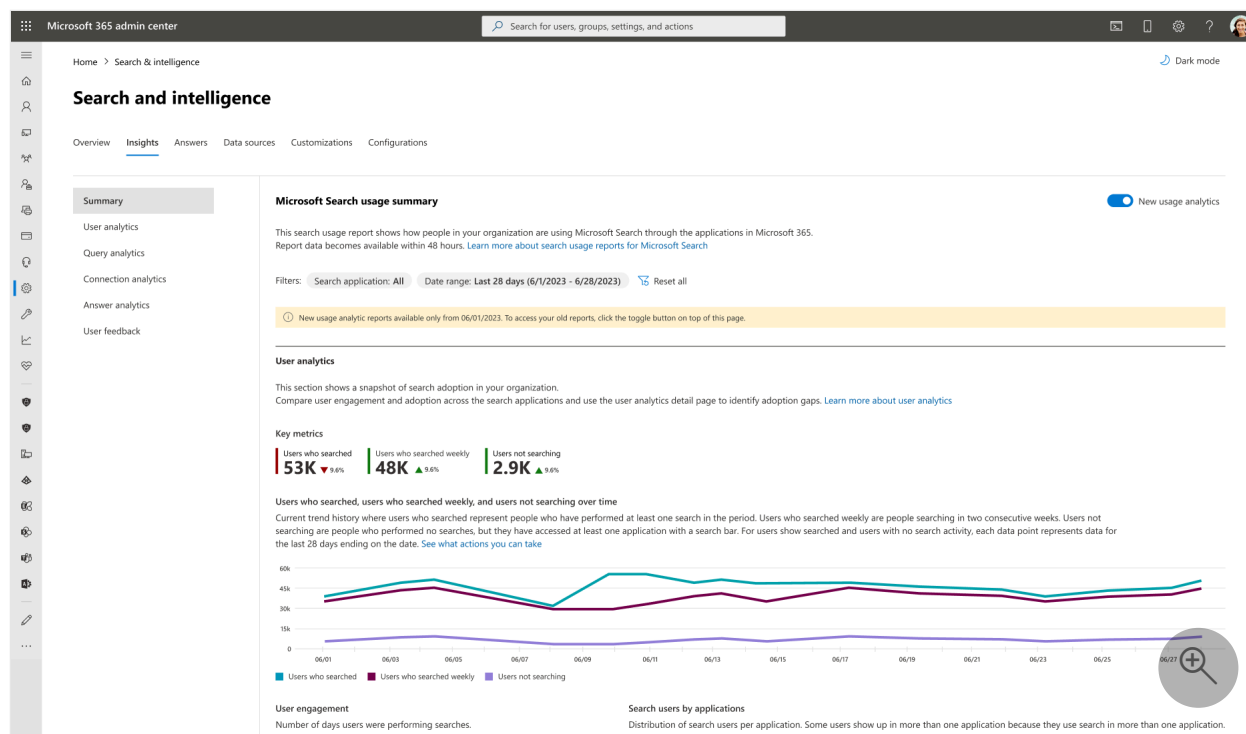 Microsoft 365 admin center
Search for users, groups, settings, and actions
Home > Search & intelligence
Dark mode
Search and intelligence
Overview Insights Answers Data sources Customizations Configurations
Summary
User analytics
Query analytics
Connection analytics
Answer analytics
User feedback
Microsoft Search usage summary
New usage analytics
This search usage report shows how people in your organization are using Microsoft Search through the applications in Microsoft 365.
Report data becomes available within 48 hours. Learn more about search usage reports for Microsoft Search
Filters: Search application: All Date range: Last 28 days (6/1/2023 - 6/28/2023) Reset all
New usage analytic reports available only from 06/01/2023. To access your old reports, click the toggle button on top of this page.
User analytics
This section shows a snapshot of search adoption in your organization.
Compare user engagement and adoption across the search applications and use the user analytics detail page to identify adoption gaps. Learn more about user analytics
Key metrics
Users who searched
53K ▼ 9.6%
Users who searched weekly
48K ▲ 9.6%
Users not searching
2.9K ▲ 9.6%
Users who searched, users who searched weekly, and users not searching over time
Current trend history where users who searched represent people who have performed at least one search in the period. Users who searched weekly are people searching in two consecutive weeks. Users not
searching are people who performed no searches, but they have accessed at least one application with a search bar. For users show searched and users with no search activity, each data point represents data for
the last 28 days ending on the date. See what actions you can take
60k
45k
30k
15k
0
06/01 06/03 06/05 06/07 06/09 06/11 06/13 06/15 06/17 06/19 06/21 06/23 06/25 06/27
Users who searched Users who searched weekly Users not searching
User engagement
Number of days users were performing searches.
Search users by applications
Distribution of search users per application. Some users show up in more than one application because they use search in more than one application.